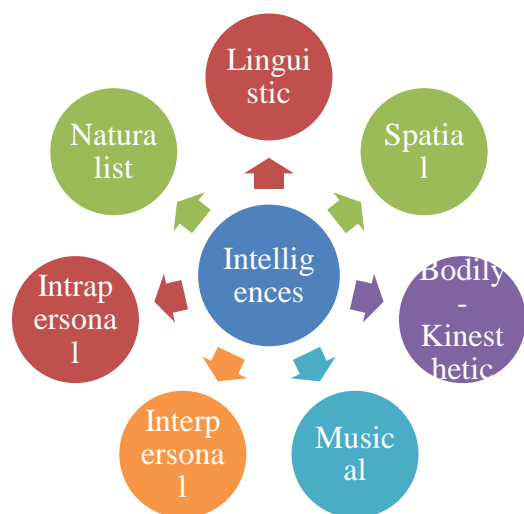 Lingui
stic
Spatia
l
Bodily
-
Kinest
hetic
Music
al
Interp
ersona
l
Intrap
ersona
l
Natura
list
Intellig
ences